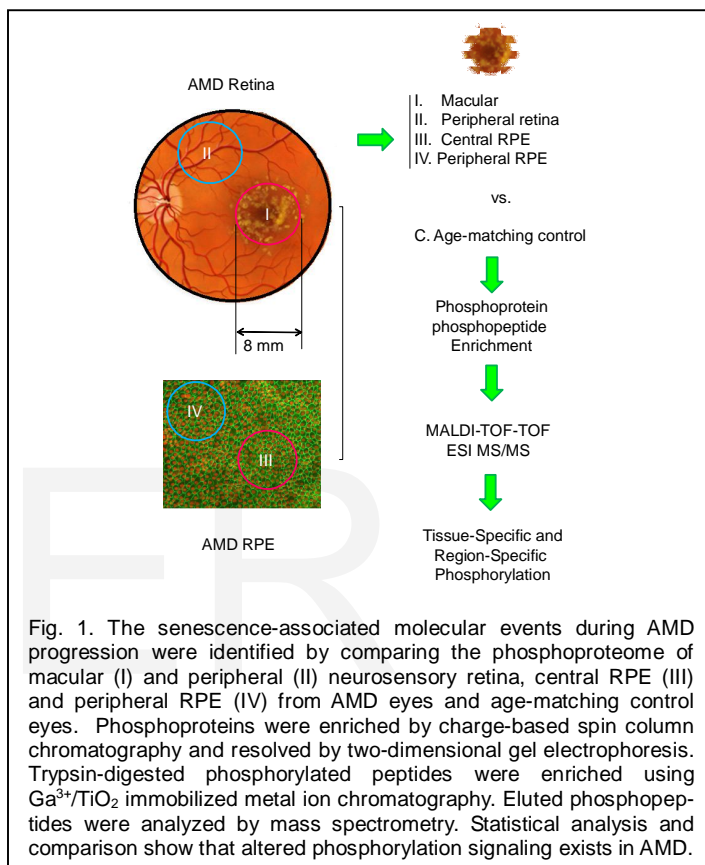 AMD Retina
II
I
8 mm
IV
III
AMD RPE
I. Macular
II. Peripheral retina
III. Central RPE
IV. Peripheral RPE
vs.
C. Age-matching control
Phosphoprotein
phosphopeptide
Enrichment
MALDI-TOF-TOF
ESI MS/MS
Tissue-Specific and
Region-Specific
Phosphorylation
ER
Fig. 1. The senescence-associated molecular events during AMD
progression were identified by comparing the phosphoproteome of
macular (I) and peripheral (II) neurosensory retina, central RPE (III)
and peripheral RPE (IV) from AMD eyes and age-matching control
eyes. Phosphoproteins were enriched by charge-based spin column
chromatography and resolved by two-dimensional gel electrophoresis.
Trypsin-digested phosphorylated peptides were enriched using
Ga³⁺/TiO₂ immobilized metal ion chromatography. Eluted phosphopep-
tides were analyzed by mass spectrometry. Statistical analysis and
comparison show that altered phosphorylation signaling exists in AMD.